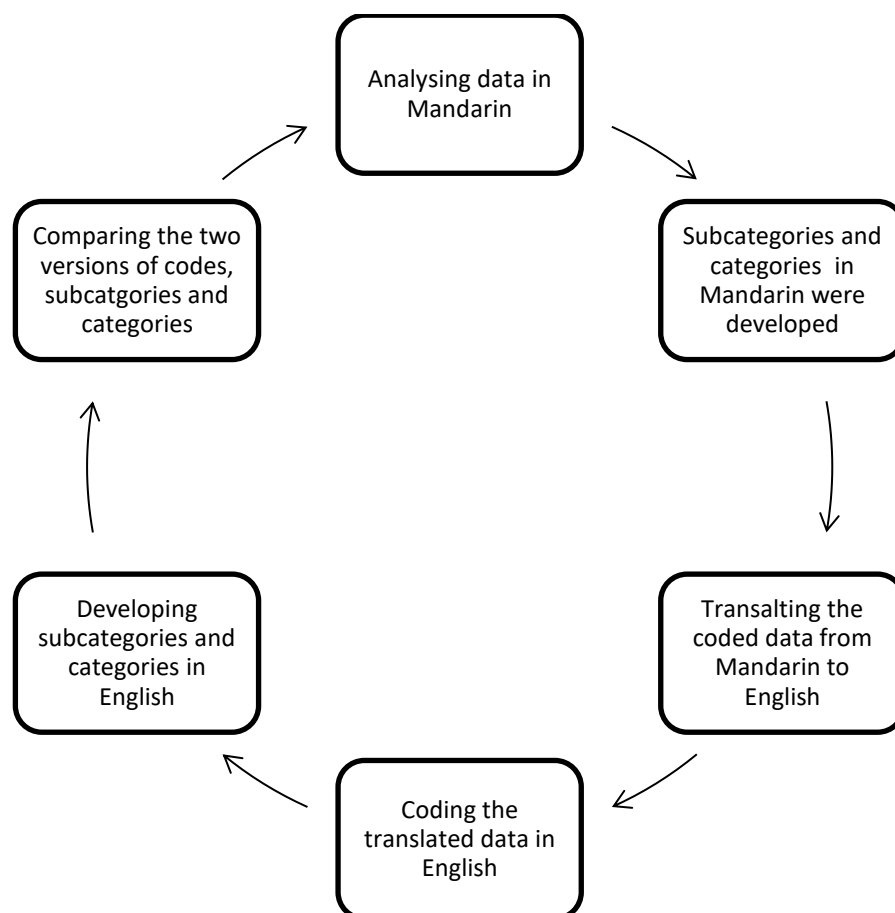 Analysing data in
Mandarin
Subcategories and
categories in
Mandarin were
developed
Transalting the
coded data from
Mandarin to
English
Coding the
translated data in
English
Developing
subcategories and
categories in
English
Comparing the two
versions of codes,
subcatgories and
categories